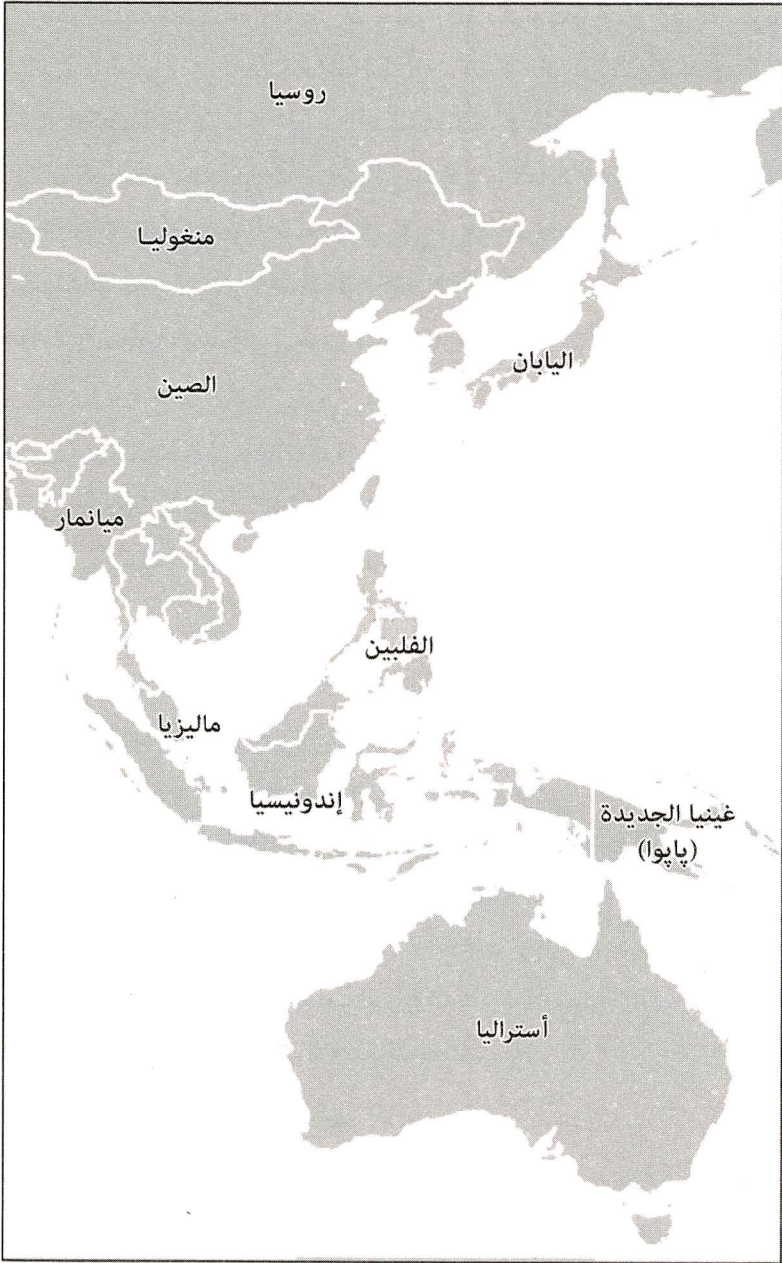 روسيا
منغوليا
اليابان
الصين
ميانمار
الفلبين
ماليزيا
إندونيسيا
غينيا الجديدة
(پاپوا)
أستراليا